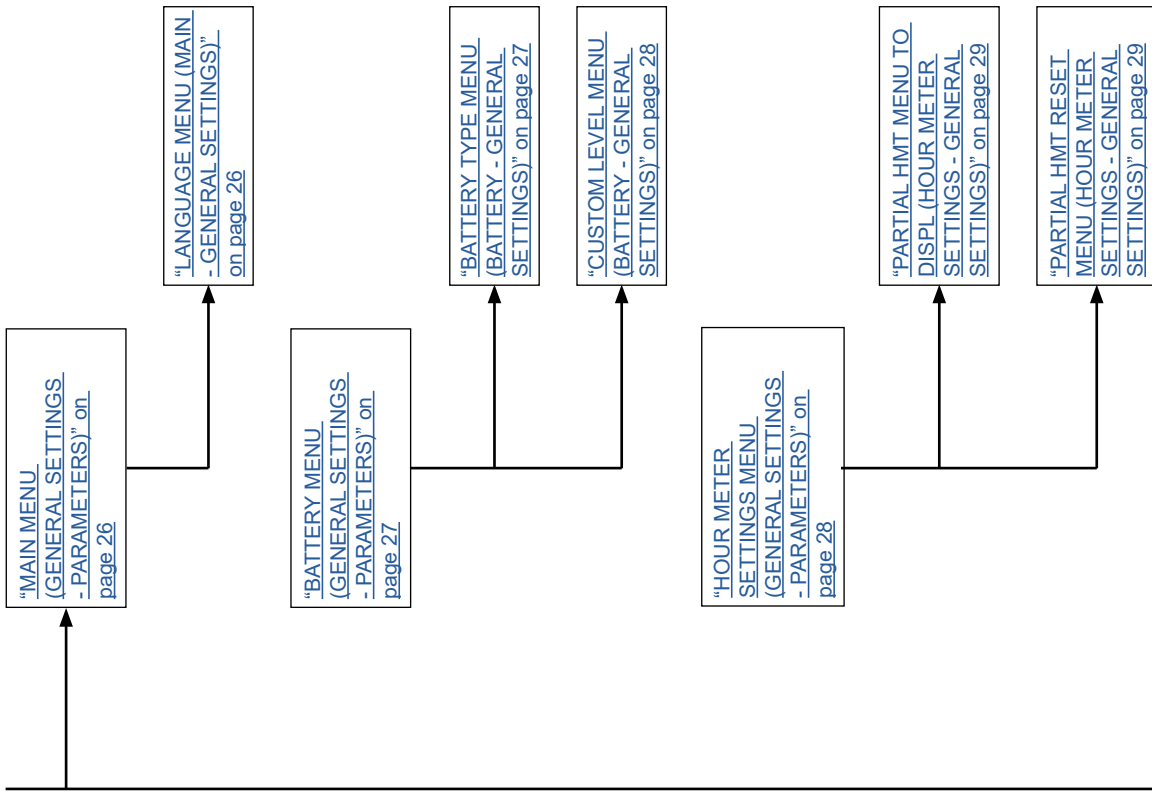 “MAIN MENU
(GENERAL SETTINGS
- PARAMETERS)” on
page 26
“LANGUAGE MENU (MAIN
- GENERAL SETTINGS)”
on page 26
“BATTERY MENU
(GENERAL SETTINGS
- PARAMETERS)” on
page 27
“BATTERY TYPE MENU
(BATTERY - GENERAL
SETTINGS)” on page 27
“CUSTOM LEVEL MENU
(BATTERY - GENERAL
SETTINGS)” on page 28
“HOUR METER
SETTINGS MENU
(GENERAL SETTINGS
- PARAMETERS)” on
page 28
“PARTIAL HMT MENU TO
DISPL (HOUR METER
SETTINGS - GENERAL
SETTINGS)” on page 29
“PARTIAL HMT RESET
MENU (HOUR METER
SETTINGS - GENERAL
SETTINGS)” on page 29